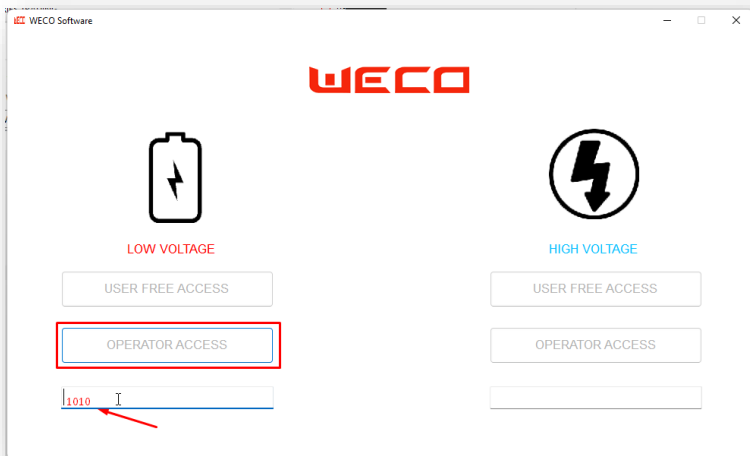 WECO Software
WECO
LOW VOLTAGE
USER FREE ACCESS
OPERATOR ACCESS
1010
HIGH VOLTAGE
USER FREE ACCESS
OPERATOR ACCESS